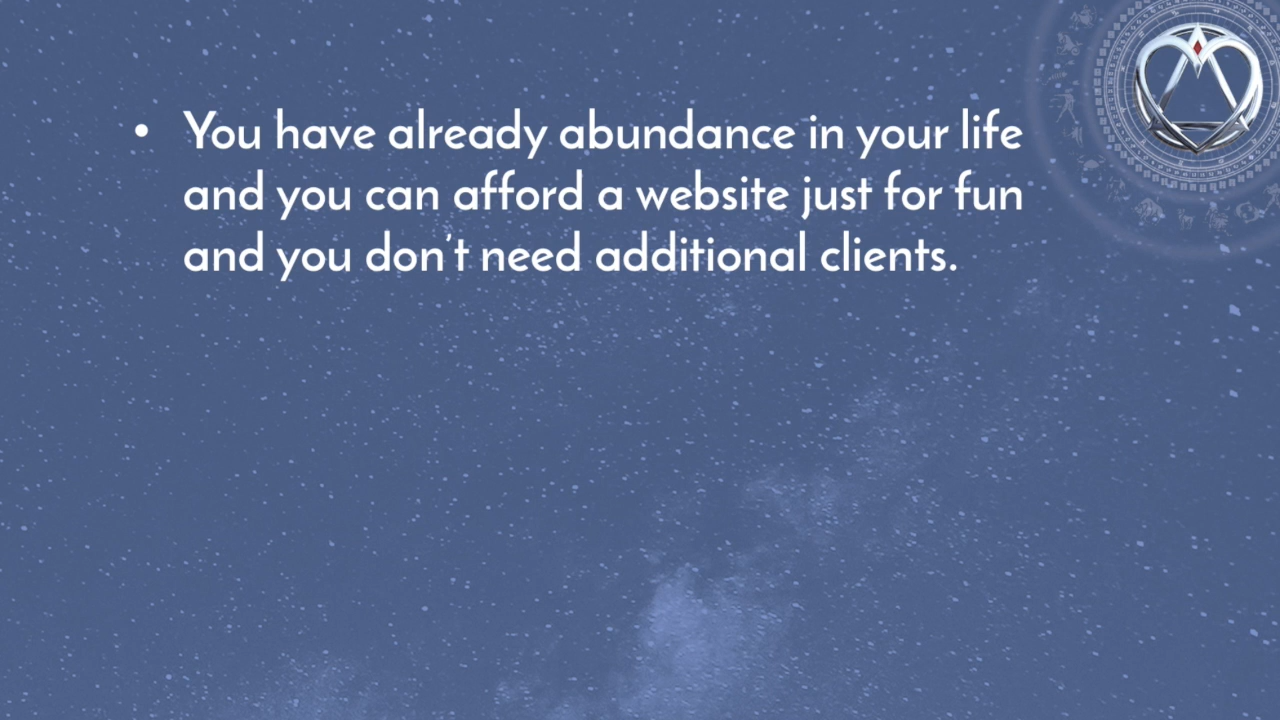 • You have already abundance in your life
and you can afford a website just for fun
and you don't need additional clients.